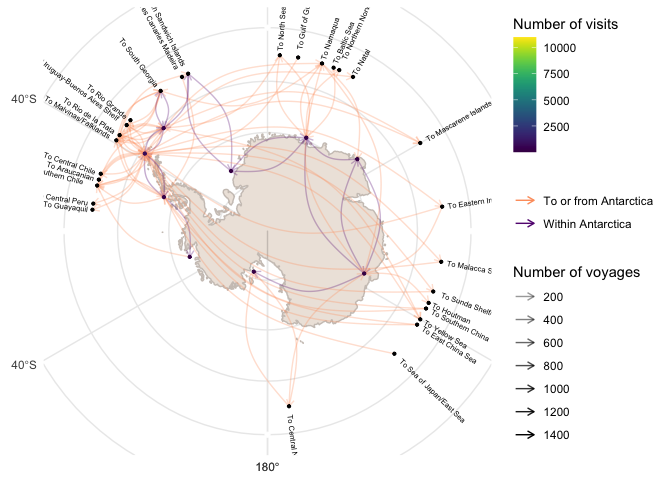 To North Sea
To Gulf of Gu
To Namaqua
To Baltic Sea
To Northern Nor
To Natal
h Sandwich Islands
es Canaries Madeira
To South Georgia
ruguay-Buenos Aires Shelf
To Rio Grande
To Rio de la Plata
To Malvinas/Falklands
40°S
To Central Chile
To Araucanian
uthern Chile
Central Peru
To Guayaquil
To Mascarene Islands
To Eastern In
To Malacca S
To Sunda Shelf
To Houtman
To Southern China
To Yellow Sea
To East China Sea
To Sea of Japan/East Sea
To Central N
40°S
180°
Number of visits
10000
7500
5000
2500
To or from Antarctica
Within Antarctica
Number of voyages
200
400
600
800
1000
1200
1400